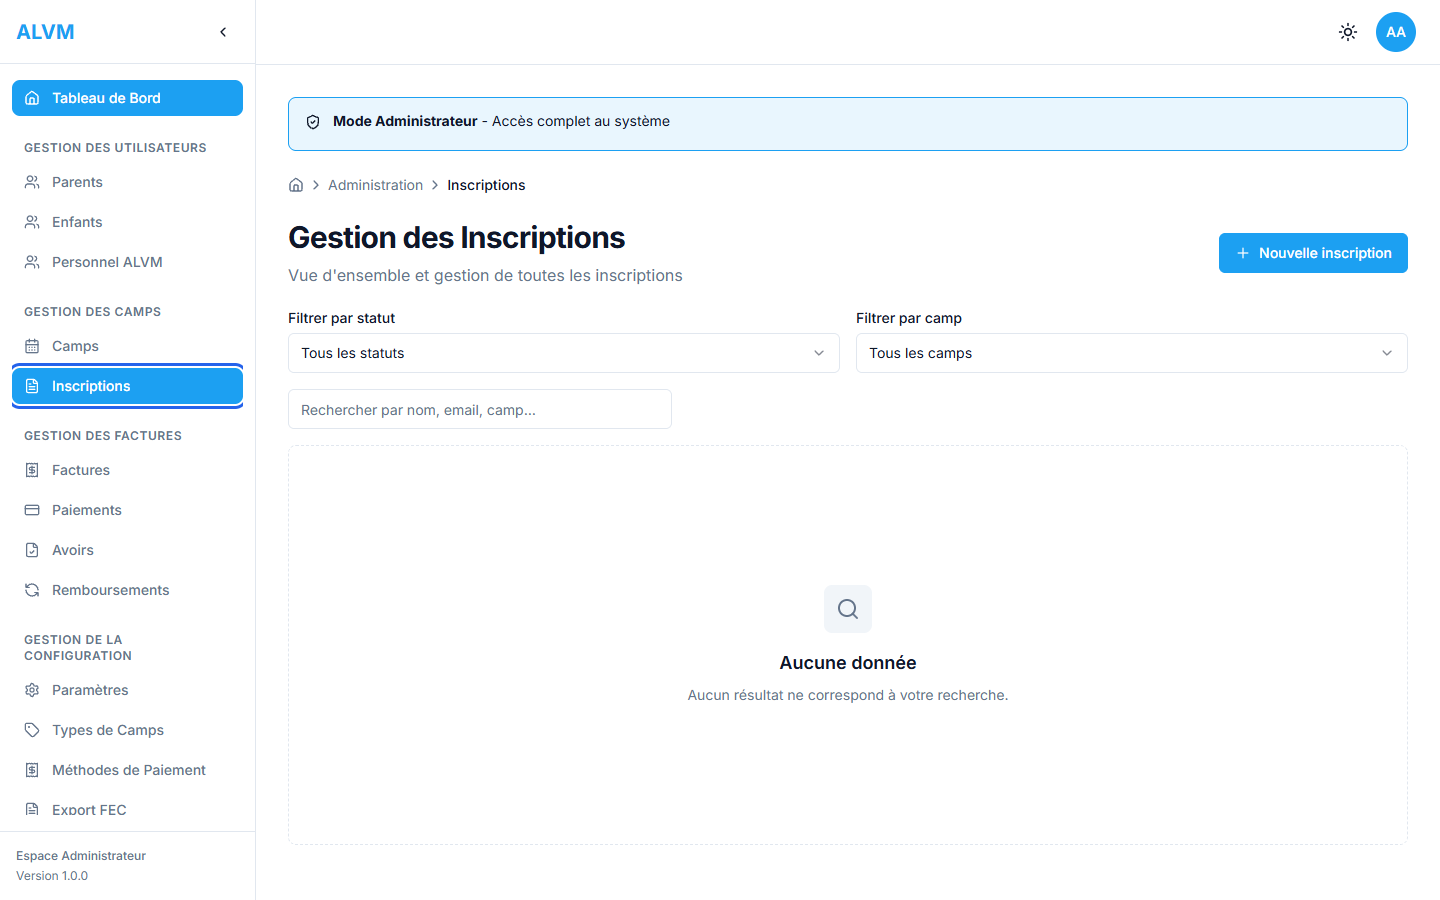 ALVM
AA
Tableau de Bord
GESTION DES UTILISATEURS
Parents
Enfants
Personnel ALVM
GESTION DES CAMPS
Camps
Inscriptions
GESTION DES FACTURES
Factures
Paiements
Avoirs
Remboursements
GESTION DE LA
CONFIGURATION
Paramètres
Types de Camps
Méthodes de Paiement
Export FEC
Espace Administrateur
Version 1.0.0
Mode Administrateur - Accès complet au système
Administration Inscriptions
Gestion des Inscriptions
Vue d'ensemble et gestion de toutes les inscriptions
Nouvelle inscription
Filtrer par statut
Tous les statuts
Filtrer par camp
Tous les camps
Rechercher par nom, email, camp...
Aucune donnée
Aucun résultat ne correspond à votre recherche.